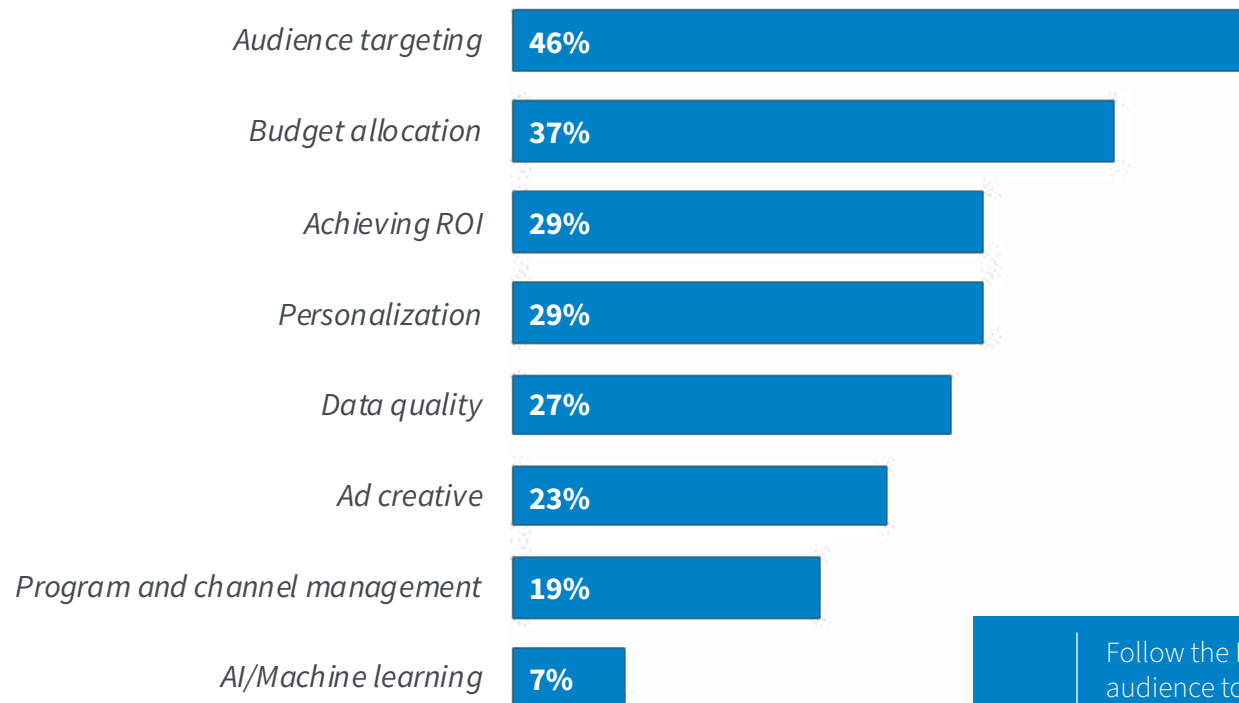 Audience targeting 46%
Budget allocation 37%
Achieving ROI 29%
Personalization 29%
Data quality 27%
Ad creative 23%
Program and channel management 19%
AI/Machine learning 7%
Follow the
audience to